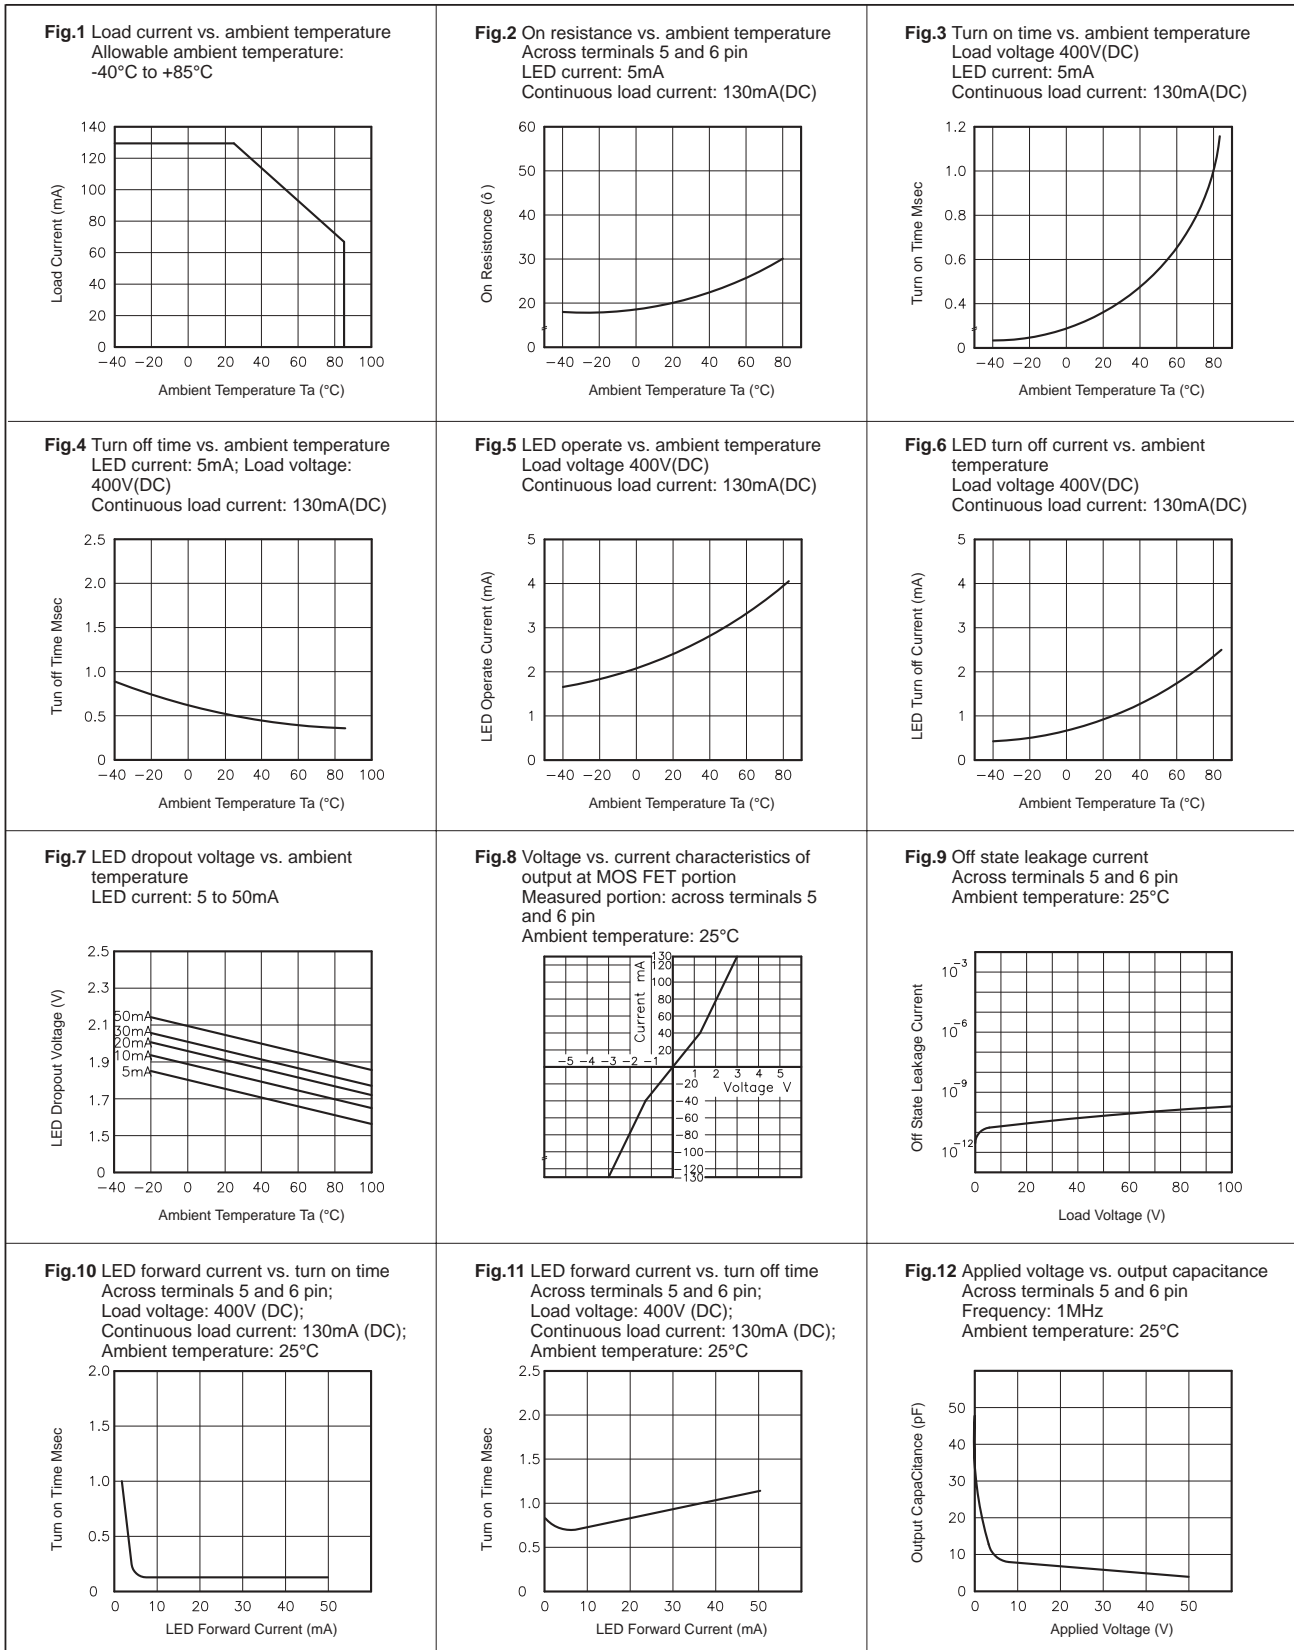 Fig.1 Load current vs. ambient temperature
Allowable ambient temperature:
-40°C to +85°C
140
120
100
80
60
40
20
0
Load Current (mA)
−40 −20 0 20 40 60 80 100
Ambient Temperature Ta (°C)
Fig.2 On resistance vs. ambient temperature
Across terminals 5 and 6 pin
LED current: 5mA
Continuous load current: 130mA(DC)
60
50
40
30
20
0
On Resistonce (ô )
−40 −20 0 20 40 60 80
Ambient Temperature Ta (°C)
Fig.3 Turn on time vs. ambient temperature
Load voltage 400V(DC)
LED current: 5mA
Continuous load current: 130mA(DC)
1.2
1.0
0.8
0.6
0.4
0
Turn on Time Msec
−40 −20 0 20 40 60 80
Ambient Temperature Ta (°C)
Fig.4 Turn off time vs. ambient temperature
LED current: 5mA; Load voltage:
400V(DC)
Continuous load current: 130mA(DC)
2.5
2.0
1.5
1.0
0.5
0
Tun off Time Msec
−40 −20 0 20 40 60 80 100
Ambient Temperature Ta (°C)
Fig.5 LED operate vs. ambient temperature
Load voltage 400V(DC)
Continuous load current: 130mA(DC)
5
4
3
2
1
0
LED Operate Current (mA)
−40 −20 0 20 40 60 80
Ambient Temperature Ta (°C)
Fig.6 LED turn off current vs. ambient
temperature
Load voltage 400V(DC)
Continuous load current: 130mA(DC)
5
4
3
2
1
0
LED Turn off Current (mA)
−40 −20 0 20 40 60 80
Ambient Temperature Ta (°C)
Fig.7 LED dropout voltage vs. ambient
temperature
LED current: 5 to 50mA
2.5
2.3
2.1
1.9
1.7
1.5
0
LED Dropout Voltage (V)
50mA
30mA
20mA
10mA
5mA
−40 −20 0 20 40 60 80 100
Ambient Temperature Ta (°C)
Fig.8 Voltage vs. current characteristics of
output at MOS FET portion
Measured portion: across terminals 5
and 6 pin
Ambient temperature: 25°C
130
120
100
80
60
40
20
Current mA
−5 −4 −3 −2 −1
1 2 3 4 5
Voltage V
−20
−40
−60
−80
−100
−120
−130
Fig.9 Off state leakage current
Across terminals 5 and 6 pin
Ambient temperature: 25°C
10−3
10−6
10−9
10−12
Off State Leakage Current
0 20 40 60 80 100
Load Voltage (V)
Fig.10 LED forward current vs. turn on time
Across terminals 5 and 6 pin;
Load voltage: 400V (DC);
Continuous load current: 130mA (DC);
Ambient temperature: 25°C
2.0
1.5
1.0
0.5
0
Turn on Time Msec
0 10 20 30 40 50
LED Forward Current (mA)
Fig.11 LED forward current vs. turn off time
Across terminals 5 and 6 pin;
Load voltage: 400V (DC);
Continuous load current: 130mA (DC);
Ambient temperature: 25°C
2.5
2.0
1.5
1.0
0.5
0
Turn on Time Msec
0 10 20 30 40 50
LED Forward Current (mA)
Fig.12 Applied voltage vs. output capacitance
Across terminals 5 and 6 pin
Frequency: 1MHz
Ambient temperature: 25°C
50
40
30
20
10
0
Output CapaCitance (pF)
0 10 20 30 40 50
Applied Voltage (V)